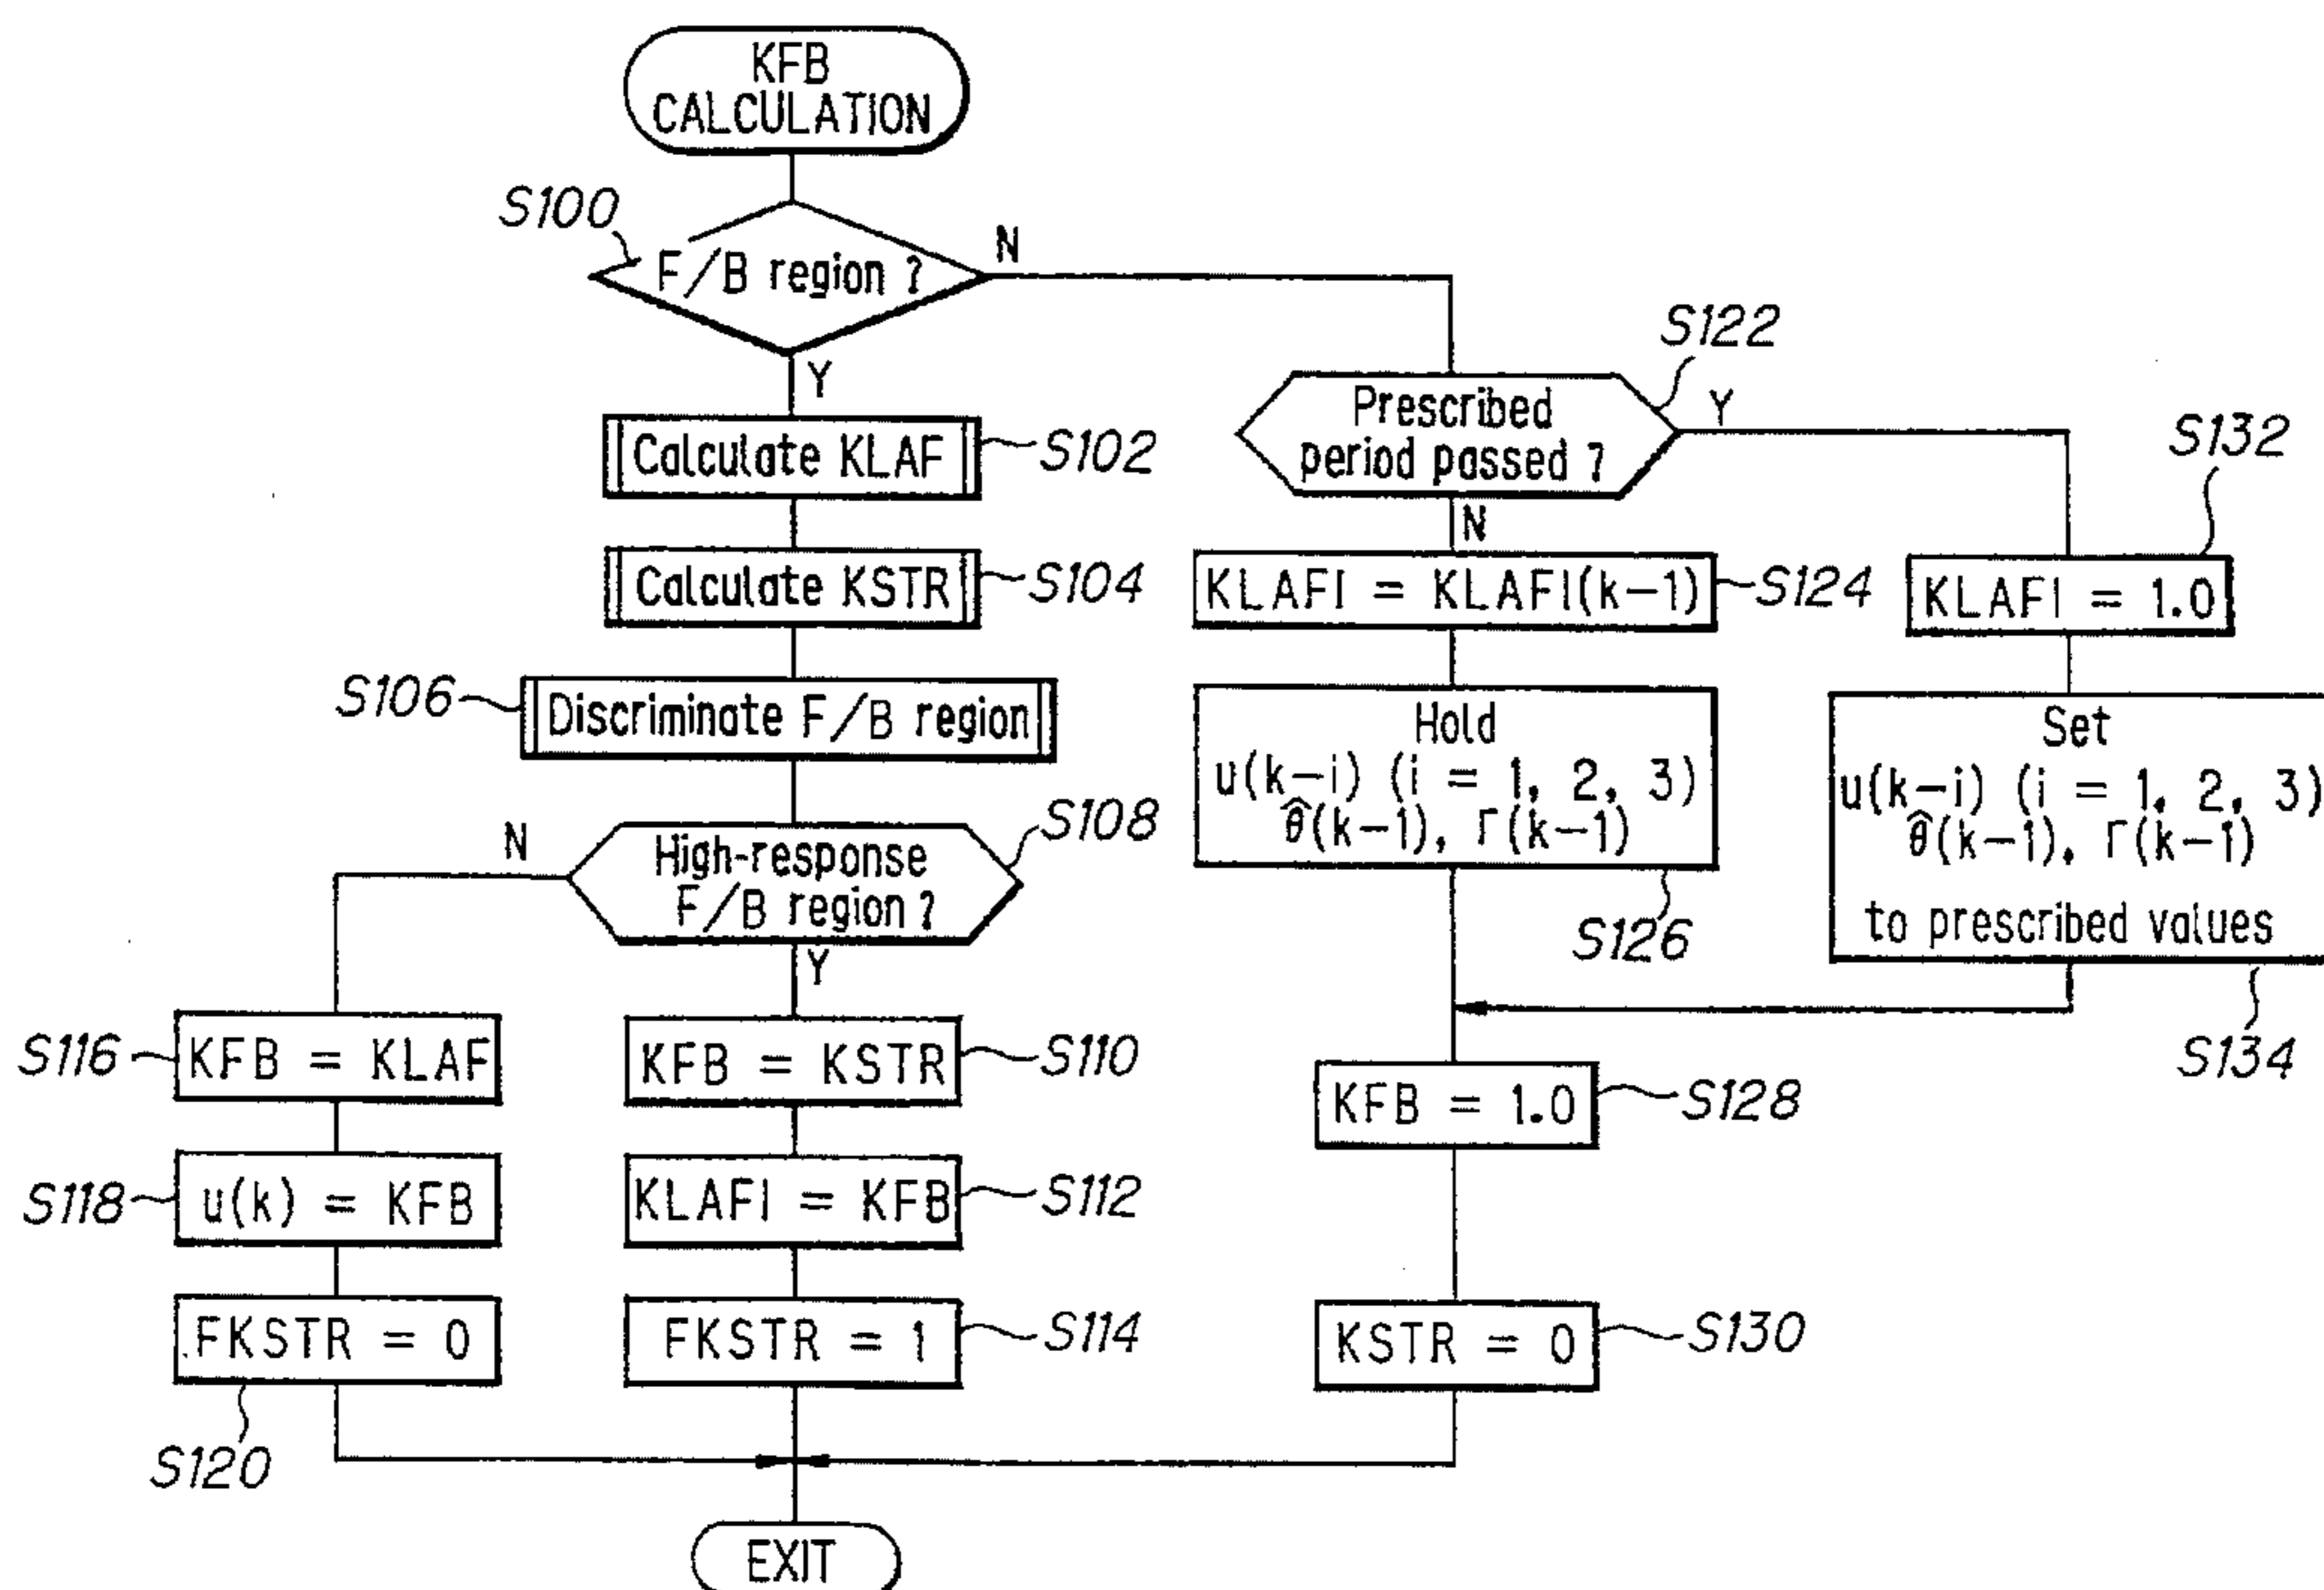 KFB
CALCULATION
S100
F/B region ?
N
Y
Calculate KLAF
S102
Calculate KSTR
S104
S106
Discriminate F/B region
N
High-response
F/B region ?
S108
Y
S116
KFB = KLAF
KFB = KSTR
S110
S118
u(k) = KFB
KLAFI = KFB
S112
FKSTR = 0
S120
FKSTR = 1
S114
S122
Prescribed
period passed ?
Y
N
KLAFI = KLAFI(k-1)
S124
Hold
u(k-i) (i = 1, 2, 3)
θ̂(k-1), Γ(k-1)
S126
S132
KLAFI = 1.0
Set
u(k-i) (i = 1, 2, 3)
θ̂(k-1), Γ(k-1)
to prescribed values
S134
KFB = 1.0
S128
KSTR = 0
S130
EXIT